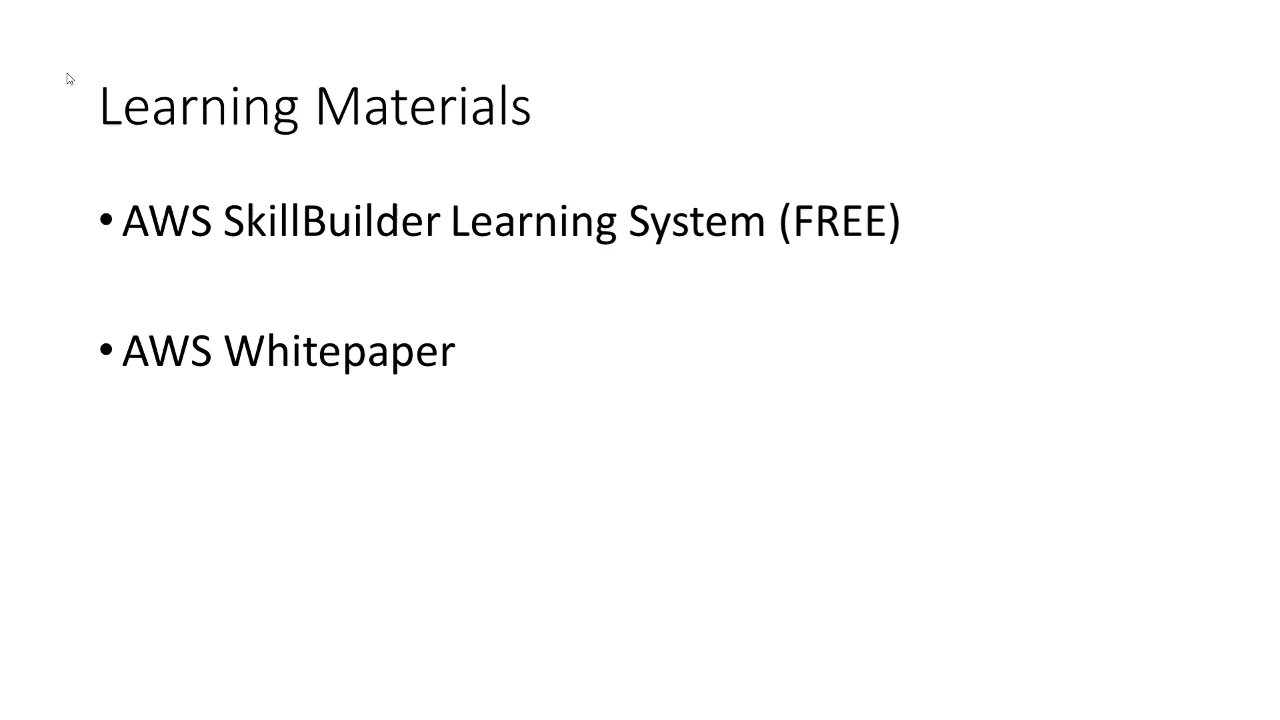 Learning Materials
• AWS SkillBuilder Learning System (FREE)
• AWS Whitepaper